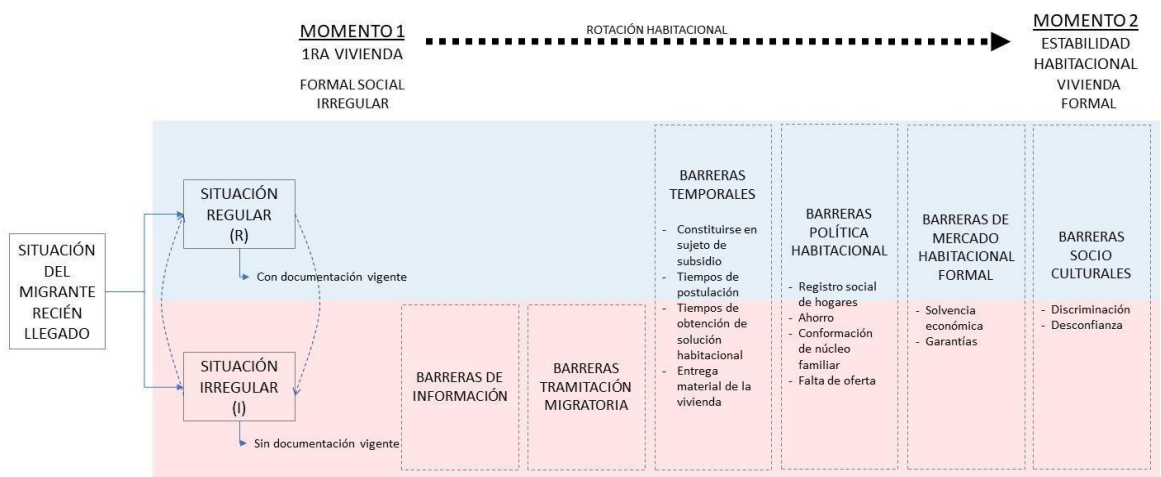 MOMENTO 1
1RA VIVIENDA
FORMAL SOCIAL
IRREGULAR
ROTACIÓN HABITACIONAL
MOMENTO 2
ESTABILIDAD
HABITACIONAL
VIVIENDA
FORMAL
SITUACIÓN
DEL
MIGRANTE
RECIÉN
LLEGADO
SITUACIÓN
REGULAR
(R)
Con documentación vigente
SITUACIÓN
IRREGULAR
(I)
Sin documentación vigente
BARRERAS DE
INFORMACIÓN
BARRERAS
TRAMITACIÓN
MIGRATORIA
BARRERAS
TEMPORALES
- Constituirse en
sujeto de
subsidio
- Tiempos de
postulación
- Tiempos de
obtención de
solución
habitacional
- Entrega
material de la
vivienda
BARRERAS
POLÍTICA
HABITACIONAL
- Registro social
de hogares
- Ahorro
- Conformación
de núcleo
familiar
- Falta de oferta
BARRERAS DE
MERCADO
HABITACIONAL
FORMAL
- Solvencia
económica
- Garantías
BARRERAS
SOCIO
CULTURALES
- Discriminación
- Desconfianza